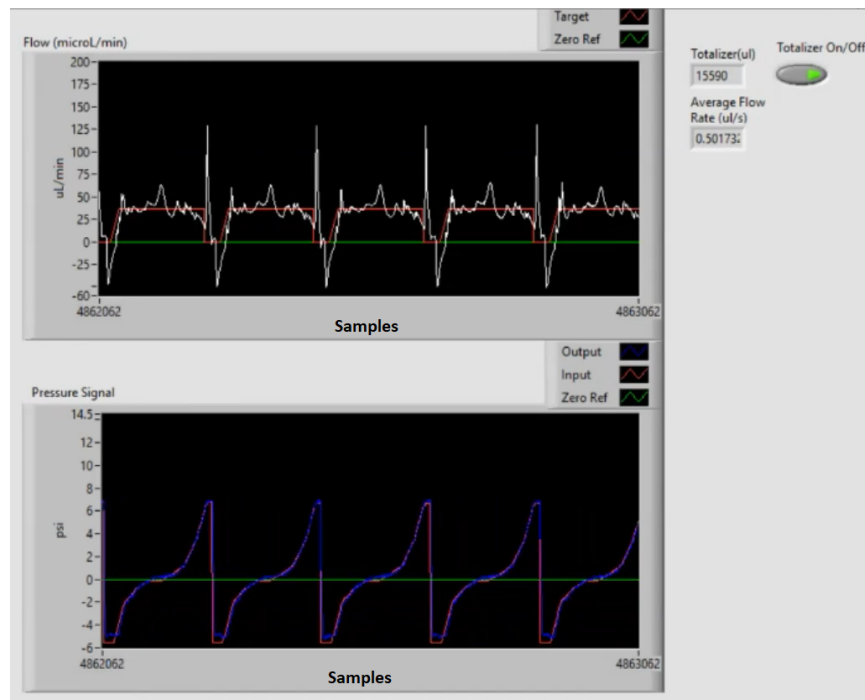 Target
Zero Ref
Flow (microL/min)
200
175
150
125
100
75
50
25
0
-25
-60
uL/min
4862062
4863062
Samples
Totalizer(ul)
15590
Totalizer On/Off
Average Flow
Rate (ul/s)
0.50173
Output
Input
Zero Ref
Pressure Signal
14.5
12
10
8
6
4
2
0
-2
-4
-6
psi
4862062
4863062
Samples